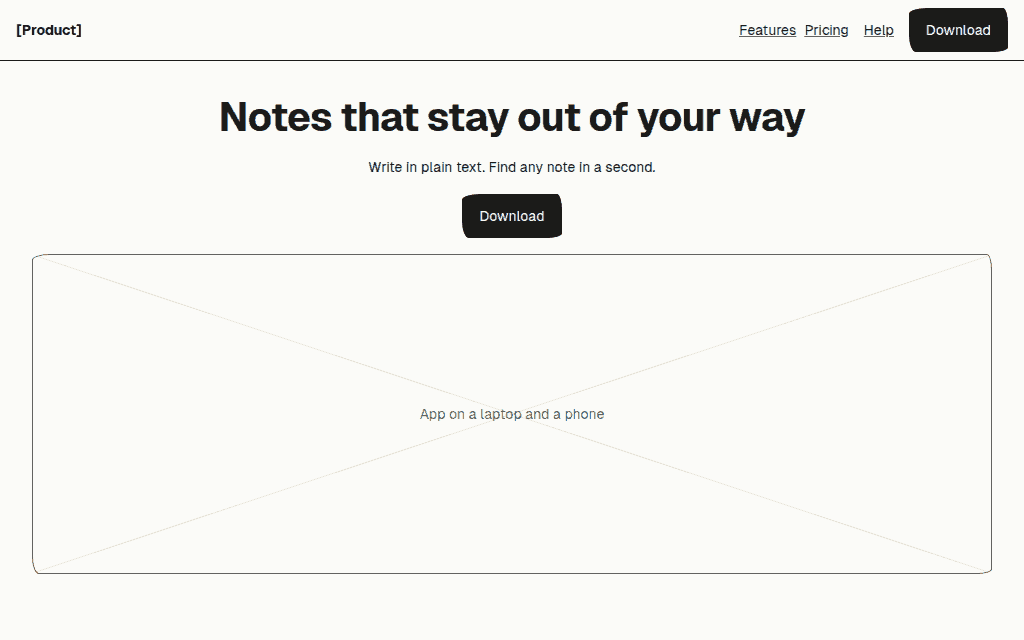 [Product]
Features Pricing Help Download
Notes that stay out of your way
Write in plain text. Find any note in a second.
Download
App on a laptop and a phone